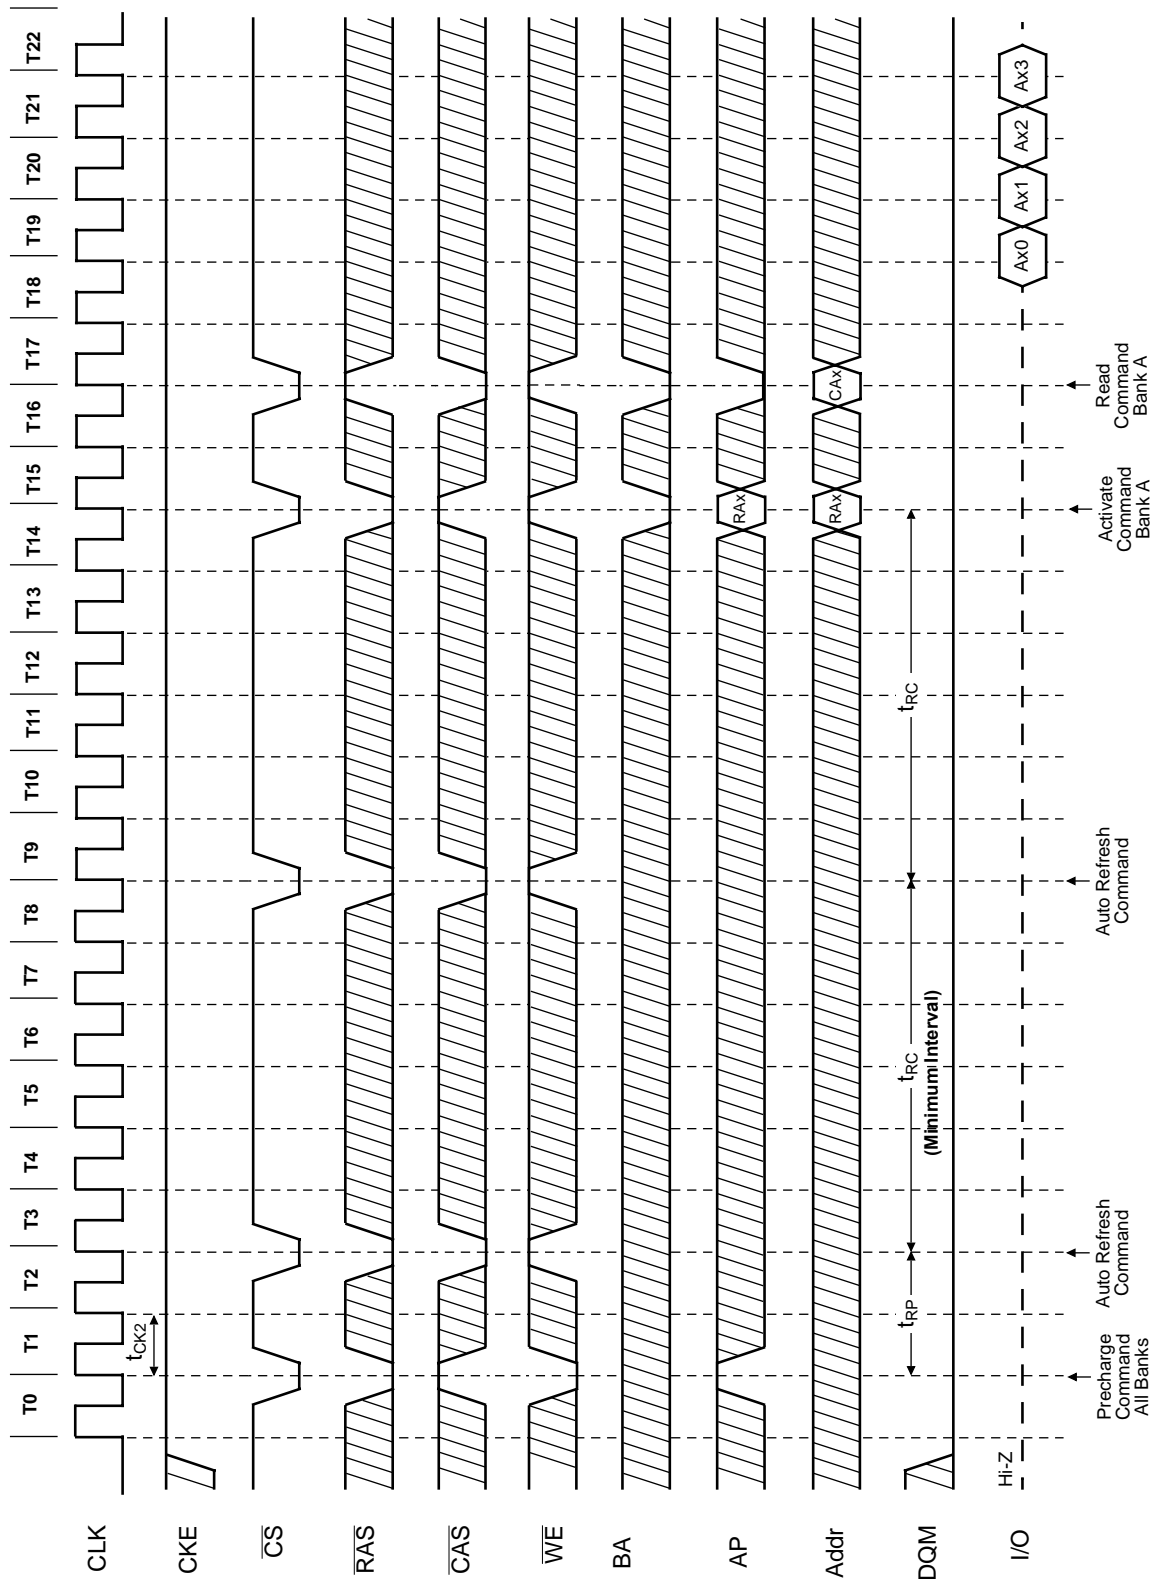 T0 T1 T2 T3 T4 T5 T6 T7 T8 T9 T10 T11 T12 T13 T14 T15 T16 T17 T18 T19 T20 T21 T22
CLK
tCK2
CKE
CS
RAS
CAS
WE
BA
AP
RAx
Addr
RAx CAx
DQM
tRP tRC tRC
(Minimum Interval)
I/O
Hi-Z
Ax0 Ax1 Ax2 Ax3
Precharge
Command
All Banks
Auto Refresh
Command
Auto Refresh
Command
Activate
Command
Bank A
Read
Command
Bank A